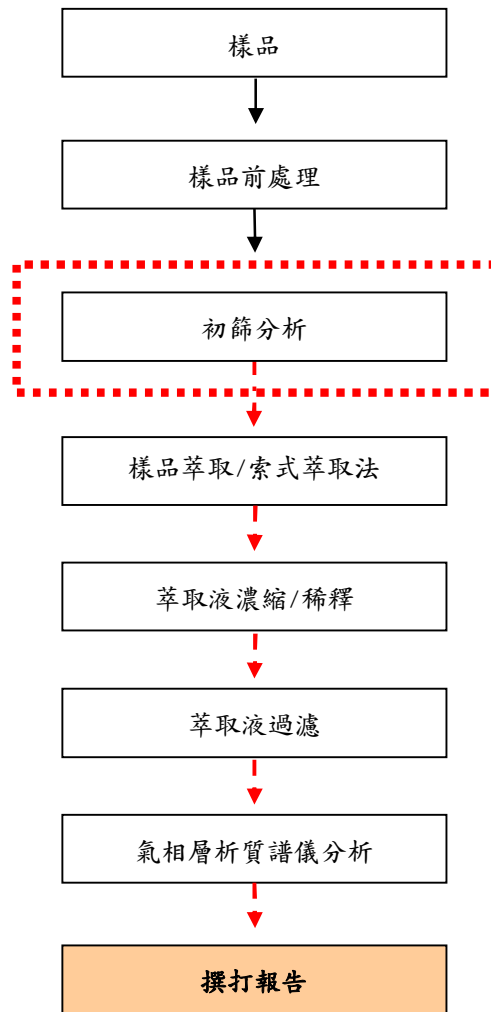 樣品
樣品前處理
初篩分析
樣品萃取/索式萃取法
萃取液濃縮/稀釋
萃取液過濾
氣相層析質譜儀分析
撰打報告